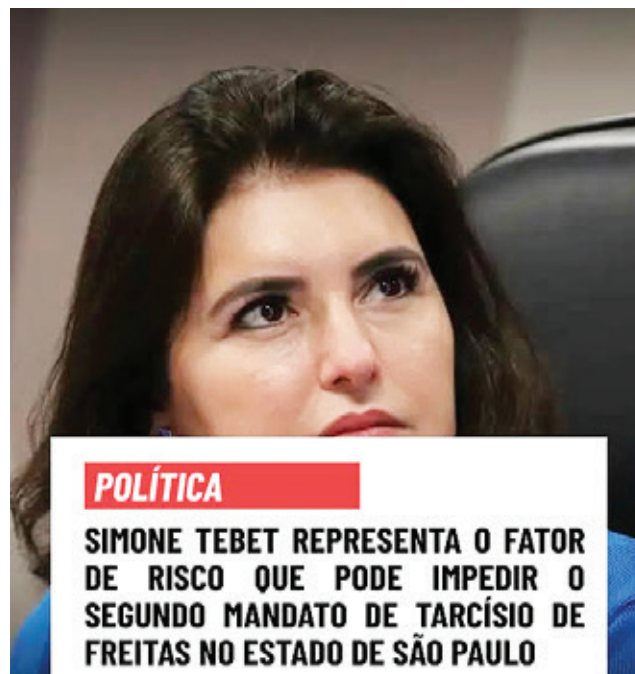 POLÍTICA
SIMONE TEBET REPRESENTA O FATOR
DE RISCO QUE PODE IMPEDIR O
SEGUNDO MANDATO DE TARCÍSIO DE
FREITAS NO ESTADO DE SÃO PAULO